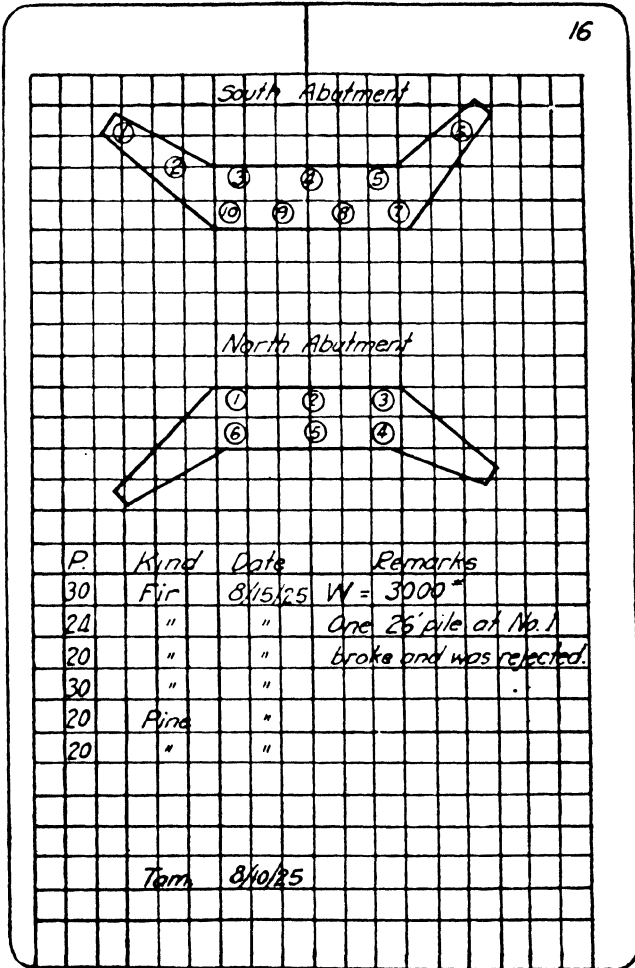 16
South Abutment
① ② ③ ④ ⑤ ⑥
⑩ ⑨ ⑧ ⑦
North Abutment
① ② ③
⑥ ⑤ ④
P. Kind Date Remarks
30 Fir 8/15/25 W = 3000#
24 " " One 26' pile at No. 1
20 " " broke and was rejected.
30 " "
20 Pine "
20 " "
Tam. 8/10/25